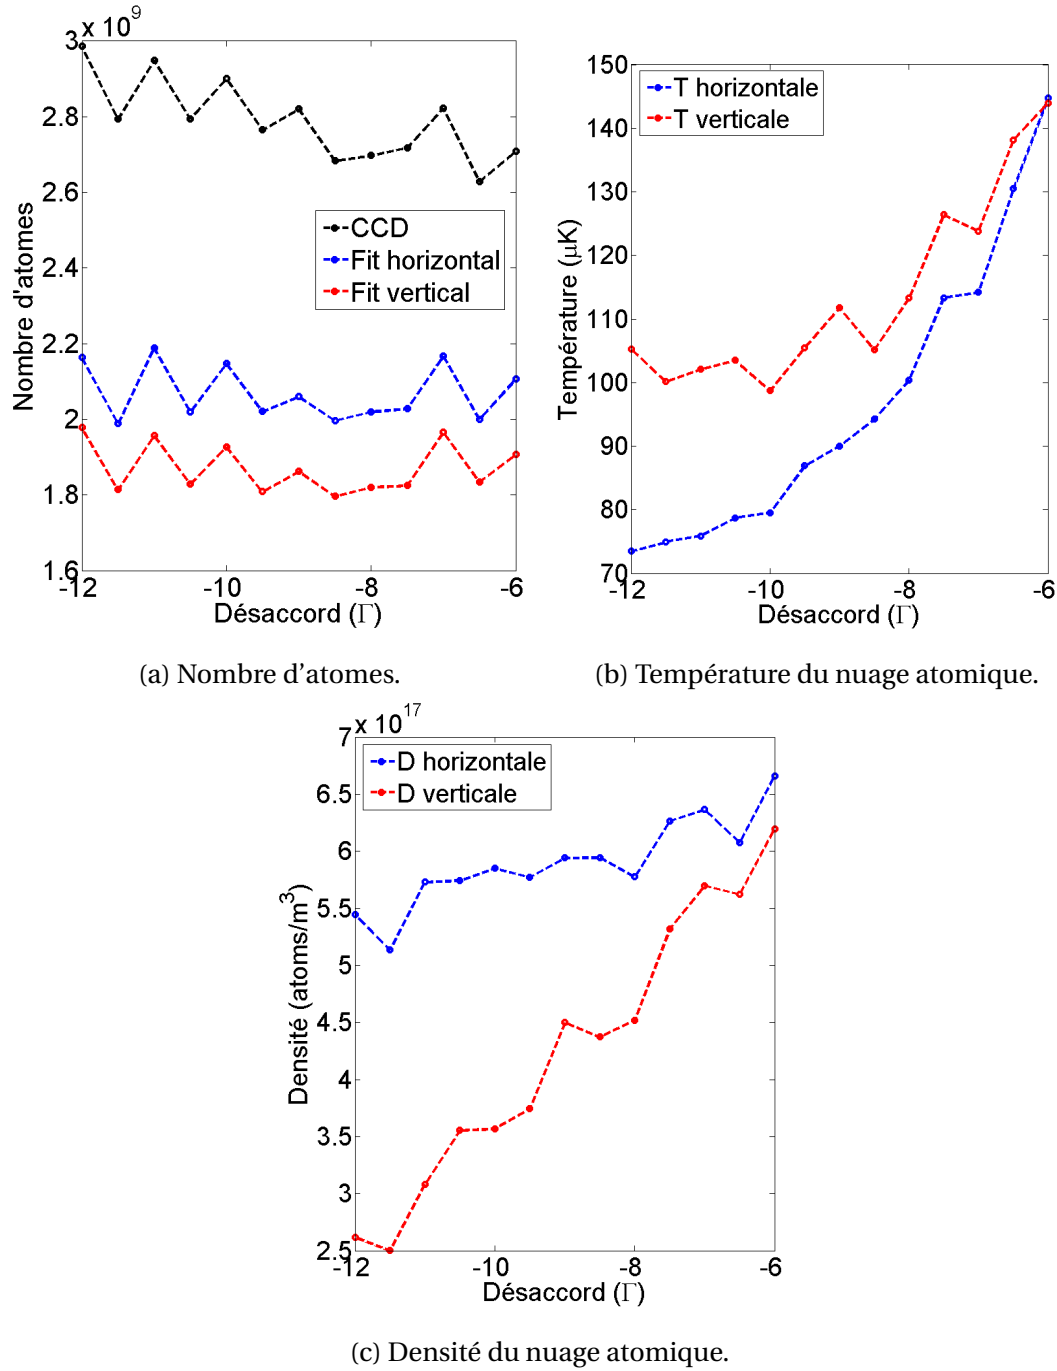 x 10^9
3
2.8
2.6
2.4
2.2
2
1.8
1.6
Nombre d'atomes
CCD
Fit horizontal
Fit vertical
-12
-10
-8
-6
Désaccord (Γ)
(a) Nombre d'atomes.
150
140
130
120
110
100
90
80
70
Température (μK)
T horizontale
T verticale
-12
-10
-8
-6
Désaccord (Γ)
(b) Température du nuage atomique.
x 10^17
7
6.5
6
5.5
5
4.5
4
3.5
3
2.5
Densité (atoms/m^3)
D horizontale
D verticale
-12
-10
-8
-6
Désaccord (Γ)
(c) Densité du nuage atomique.